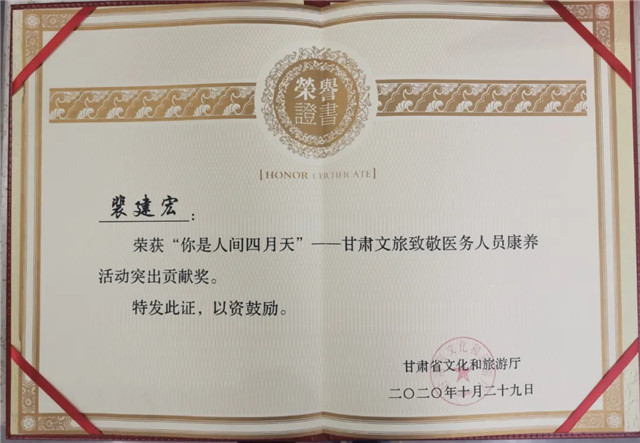 榮譽
證書
[HONOR CERTIFICATE]
裴建宏：
荣获“你是人间四月天”——甘肃文旅致敬医务人员康养
活动突出贡献奖。
特发此证，以资鼓励。
甘肃省文化和旅游厅
二〇二〇年十月二十九日